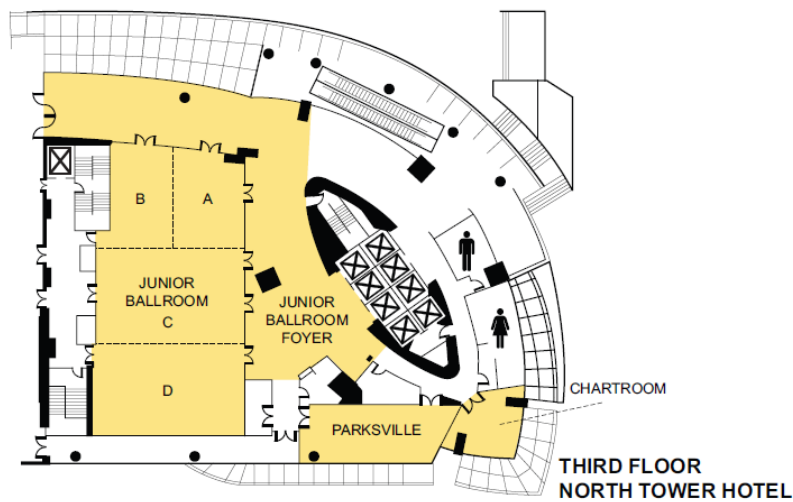 B
A
JUNIOR
BALLROOM
C
JUNIOR
BALLROOM
FOYER
D
CHARTROOM
PARKSVILLE
THIRD FLOOR
NORTH TOWER HOTEL